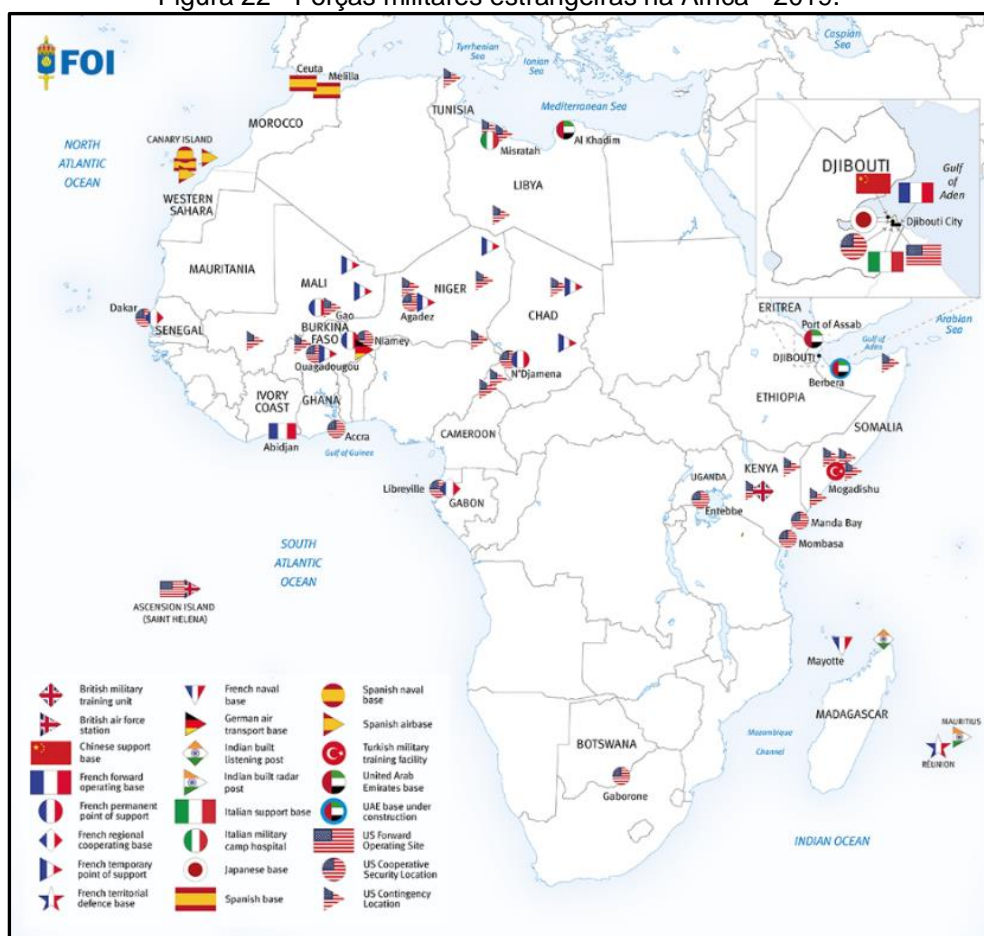 Figura 22 - Forças militares estrangeiras na África - 2019.
FOI
Caspian
Sea
Tyrrhenian
Sea
Ionian
Sea
Ceuta
Melilla
TUNISIA
Mediterranean Sea
MOROCCO
NORTH
ATLANTIC
OCEAN
CANARY ISLAND
Misratah
Al Khadim
DJIBOUTI
Gulf
of
Aden
Djibouti City
WESTERN
SAHARA
LIBYA
MAURITANIA
MALI
NIGER
CHAD
Gao
Agadez
Dakar
SENEGAL
BURKINA
FASO
Niamey
Ouagadougou
N'Djamena
ERITREA
Port of Assab
Arabian
Sea
DJIBOUTI
Gulf of
Aden
Berbera
ETHIOPIA
IVORY
COAST
GHANA
SOMALIA
Abidjan
Accra
Gulf of Guinea
CAMEROON
UGANDA
KENYA
Mogadishu
Libreville
GABON
Entebbe
Manda Bay
Mombasa
SOUTH
ATLANTIC
OCEAN
ASCENSION ISLAND
(SAINT HELENA)
Mayotte
MADAGASCAR
MAURITIUS
RÉUNION
Mozambique
Channel
BOTSWANA
Gaborone
INDIAN OCEAN
British military
training unit
British air force
station
Chinese support
base
French forward
operating base
French permanent
point of support
French regional
cooperating base
French temporary
point of support
French territorial
defence base
French naval
base
German air
transport base
Indian built
listening post
Indian built radar
post
Italian support base
Italian military
camp hospital
Japanese base
Spanish base
Spanish naval
base
Spanish airbase
Turkish military
training facility
United Arab
Emirates base
UAE base under
construction
US Forward
Operating Site
US Cooperative
Security Location
US Contingency
Location